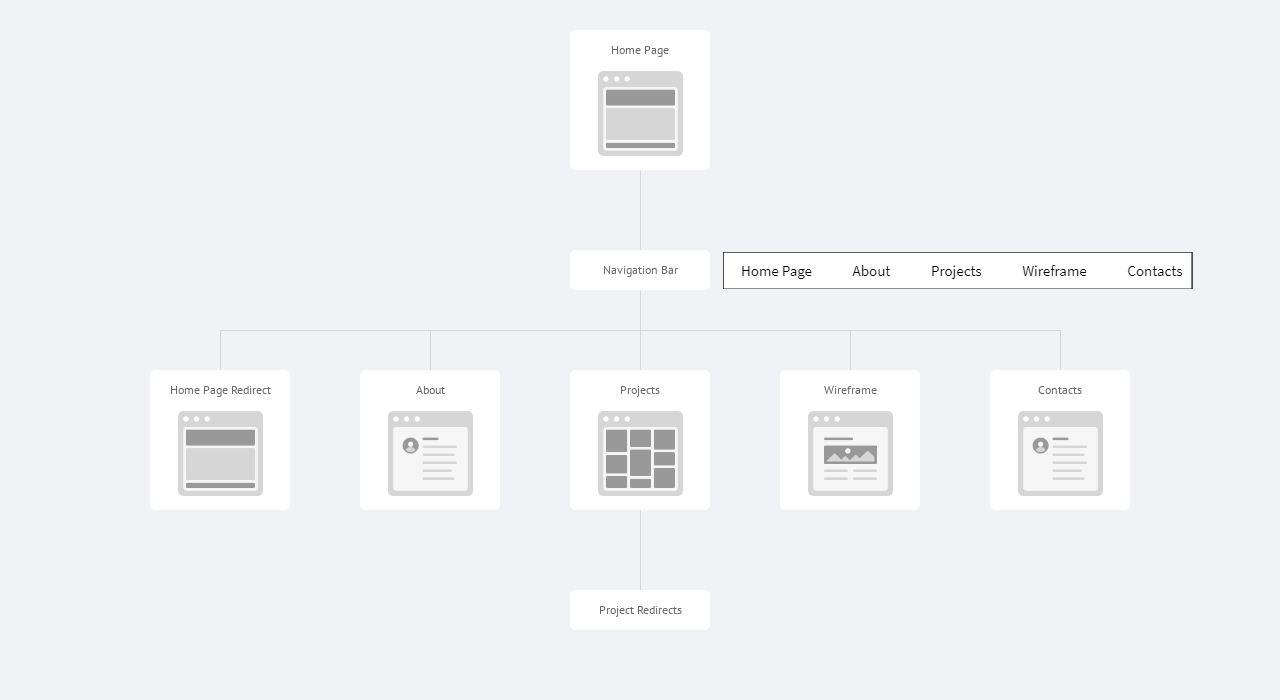 Home Page
Navigation Bar
Home Page About Projects Wireframe Contacts
Home Page Redirect
About
Projects
Wireframe
Contacts
Project Redirects